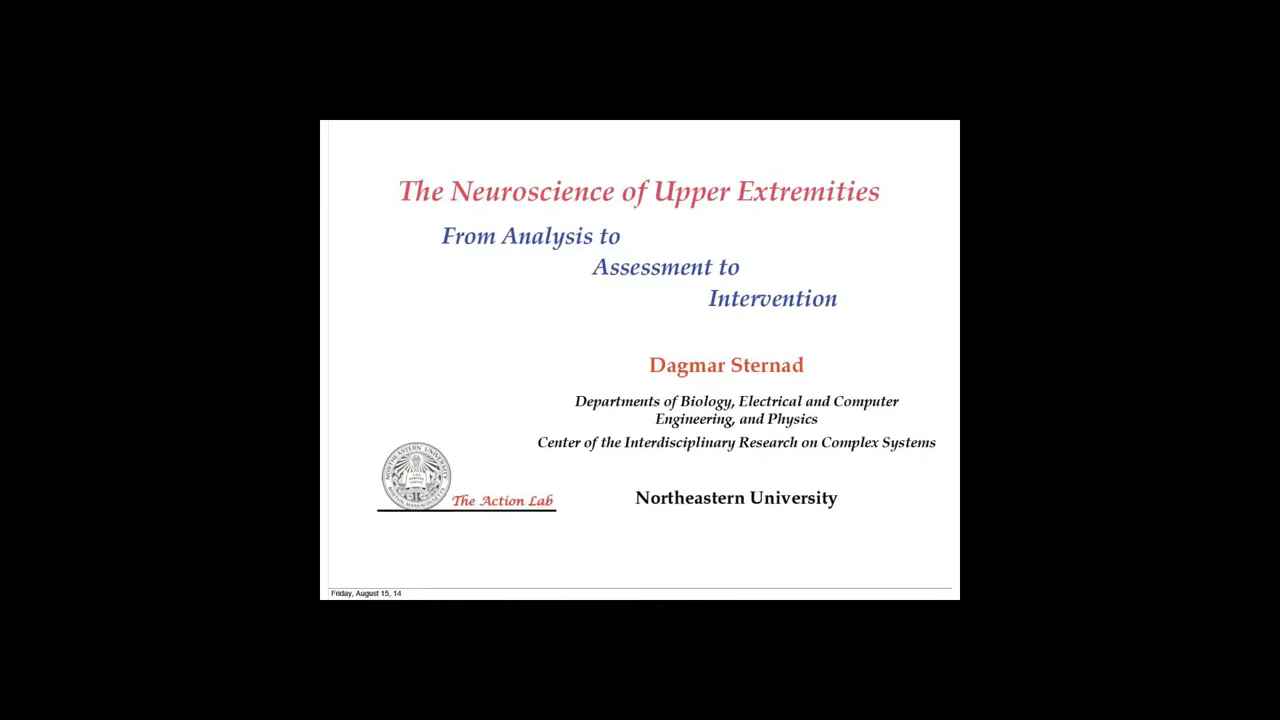 The Neuroscience of Upper Extremities
From Analysis to
Assessment to
Intervention
Dagmar Sternad
Departments of Biology, Electrical and Computer
Engineering, and Physics
Center of the Interdisciplinary Research on Complex Systems
NORTHEASTERN UNIVERSITY
The Action Lab
Northeastern University
Friday, August 15, 14